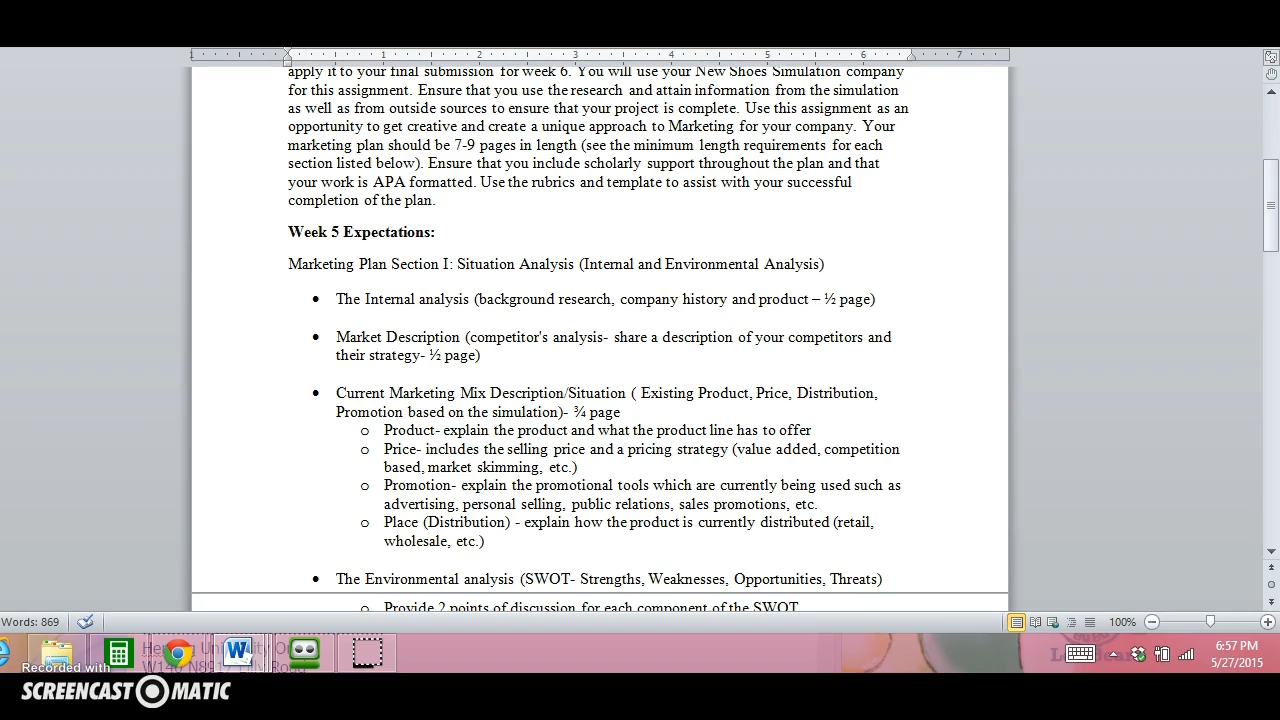 1 1 2 3 4 5 6 7
apply it to your final submission for week 6. You will use your New Shoes Simulation company
for this assignment. Ensure that you use the research and attain information from the simulation
as well as from outside sources to ensure that your project is complete. Use this assignment as an
opportunity to get creative and create a unique approach to Marketing for your company. Your
marketing plan should be 7-9 pages in length (see the minimum length requirements for each
section listed below). Ensure that you include scholarly support throughout the plan and that
your work is APA formatted. Use the rubrics and template to assist with your successful
completion of the plan.
Week 5 Expectations:
Marketing Plan Section I: Situation Analysis (Internal and Environmental Analysis)
• The Internal analysis (background research, company history and product – ½ page)
• Market Description (competitor's analysis- share a description of your competitors and
their strategy- ½ page)
• Current Marketing Mix Description/Situation ( Existing Product, Price, Distribution,
Promotion based on the simulation)- ¾ page
o Product- explain the product and what the product line has to offer
o Price- includes the selling price and a pricing strategy (value added, competition
based, market skimming, etc.)
o Promotion- explain the promotional tools which are currently being used such as
advertising, personal selling, public relations, sales promotions, etc.
o Place (Distribution) - explain how the product is currently distributed (retail,
wholesale, etc.)
• The Environmental analysis (SWOT- Strengths, Weaknesses, Opportunities, Threats)
o Provide 2 points of discussion for each component of the SWOT
Words: 869
100%
6:57 PM
5/27/2015
Recorded with
SCREENCAST O MATIC